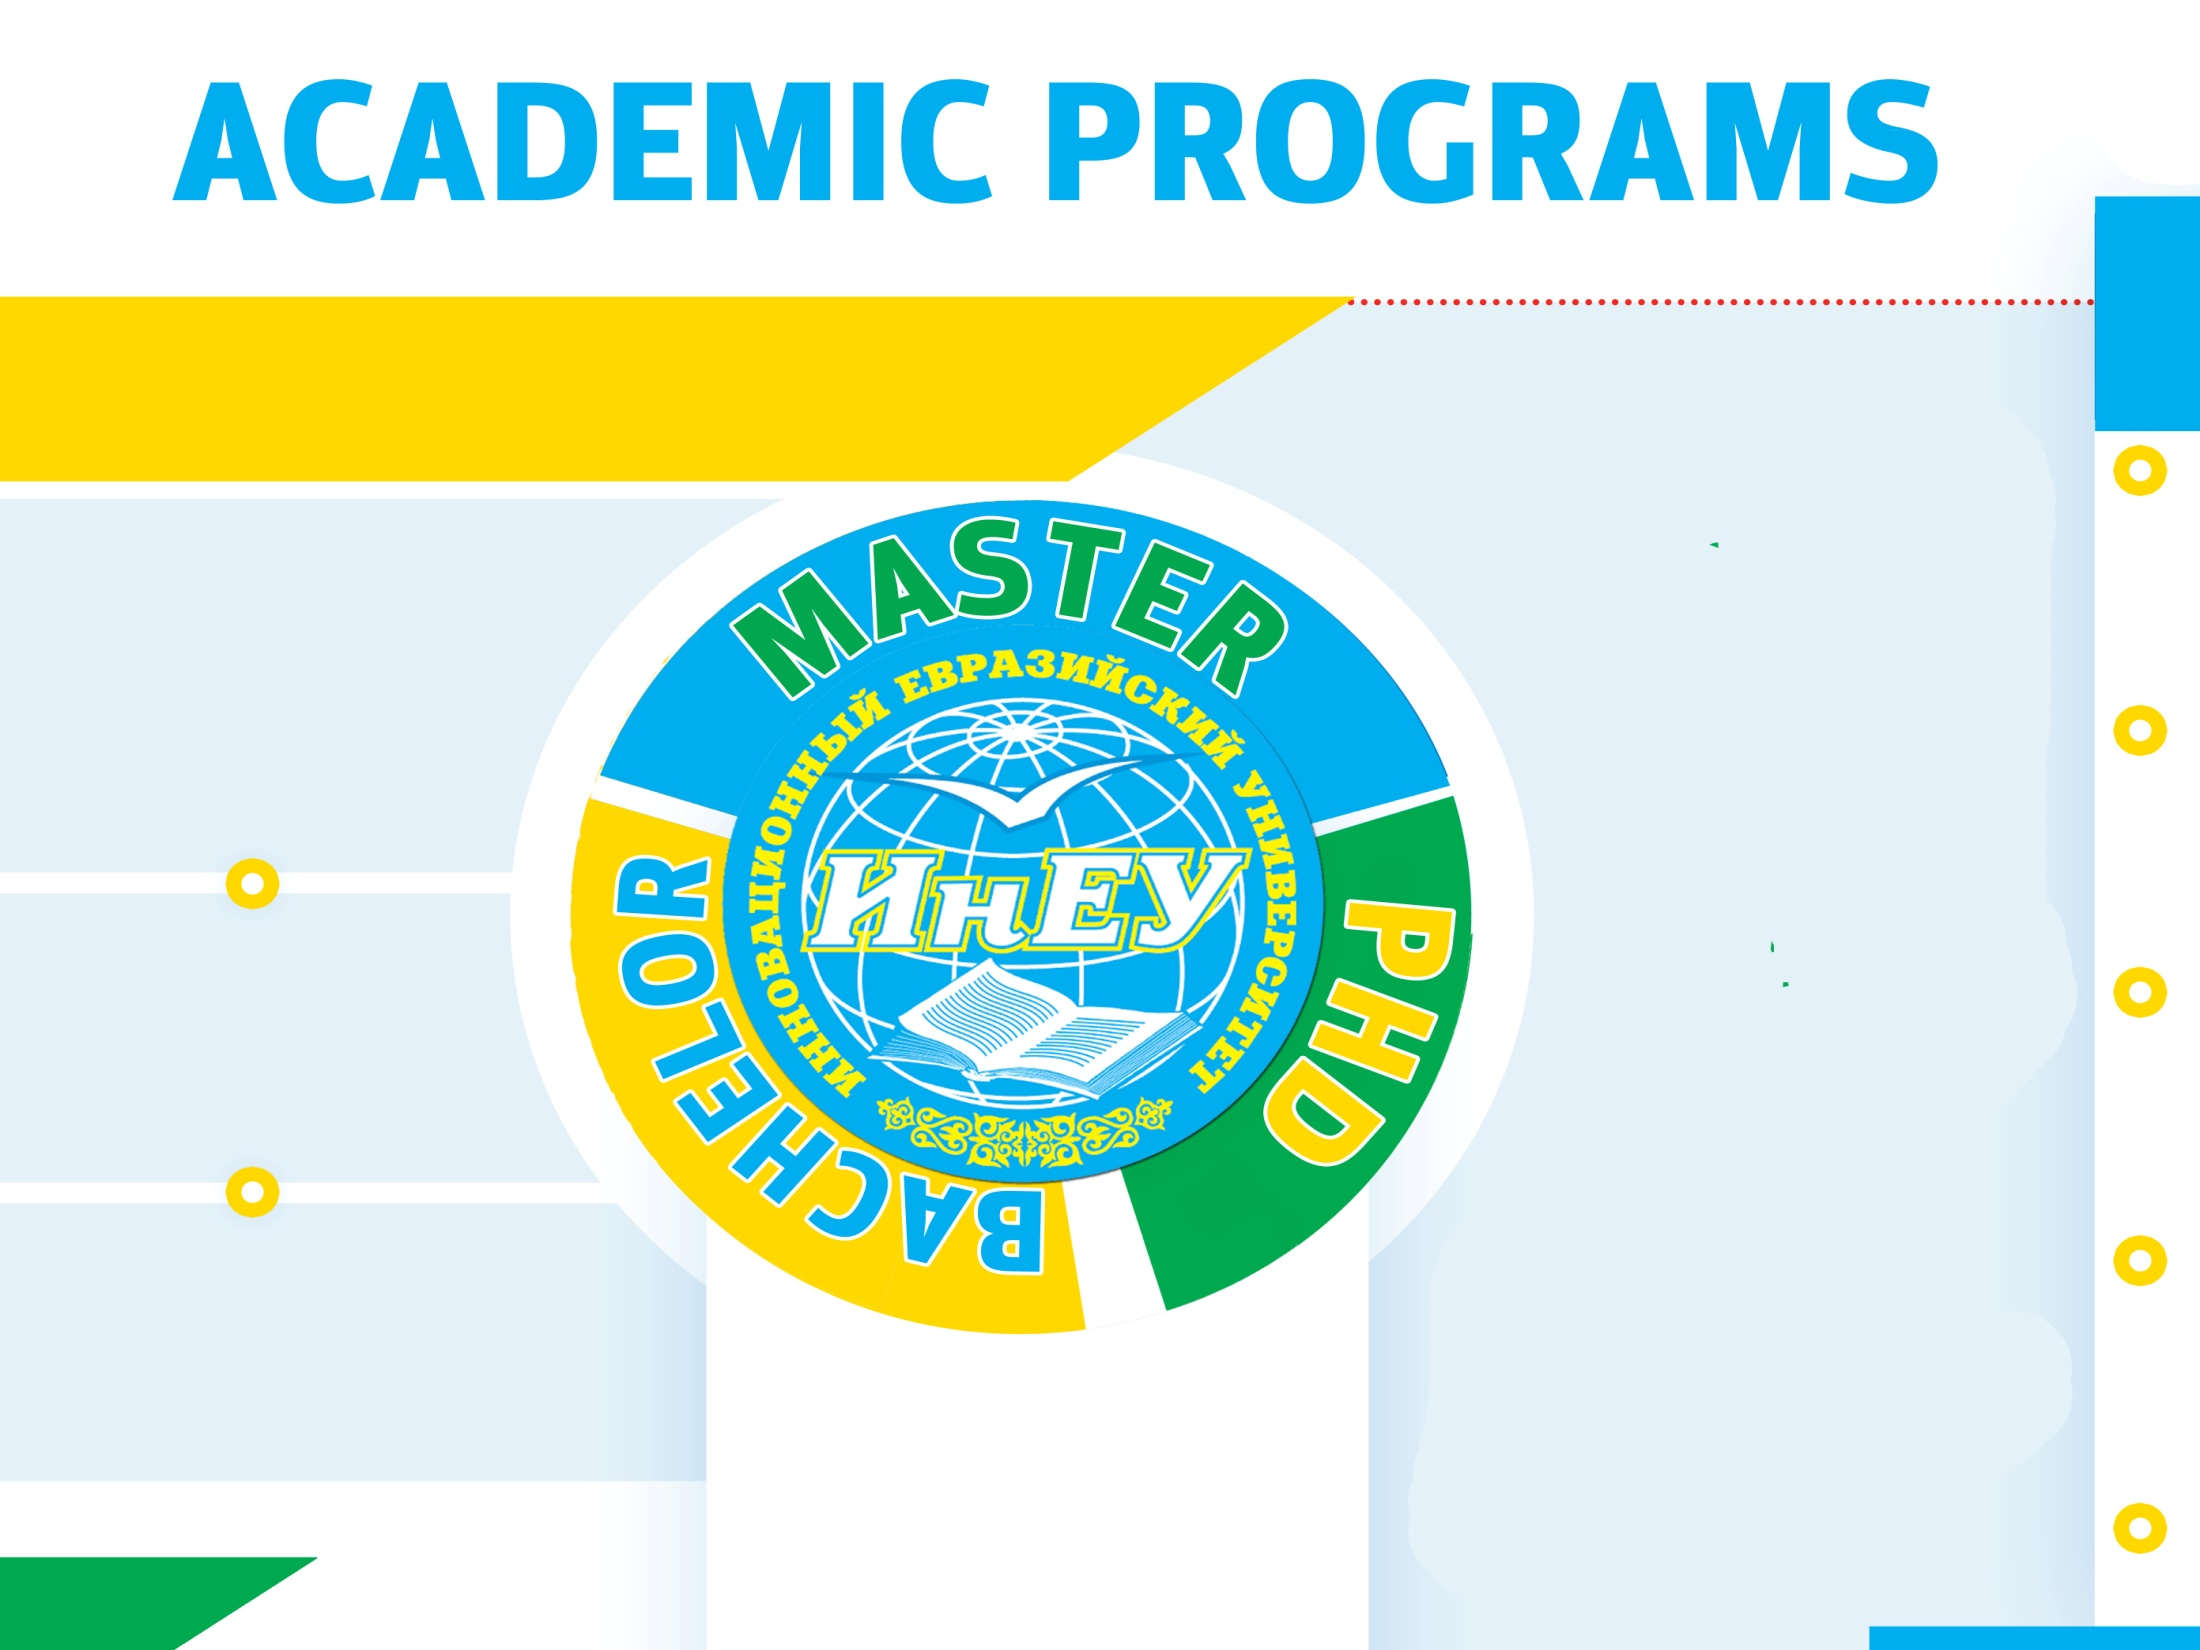 ACADEMIC PROGRAMS
MASTER
ИННОВАЦИОННЫЙ ЕВРАЗИЙСКИЙ УНИВЕРСИТЕТ
ИнЕУ
PHD
BACHELOR